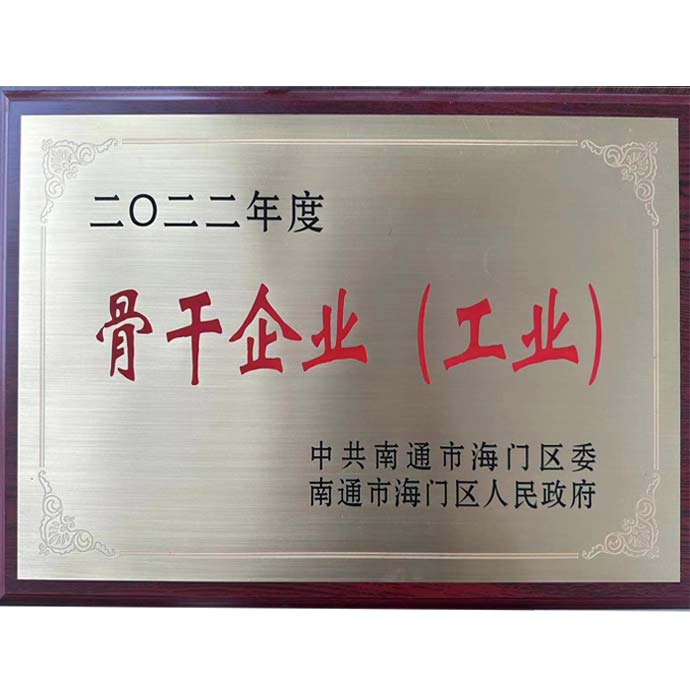 二〇二二年度
骨干企业（工业）
中共南通市海门区委
南通市海门区人民政府